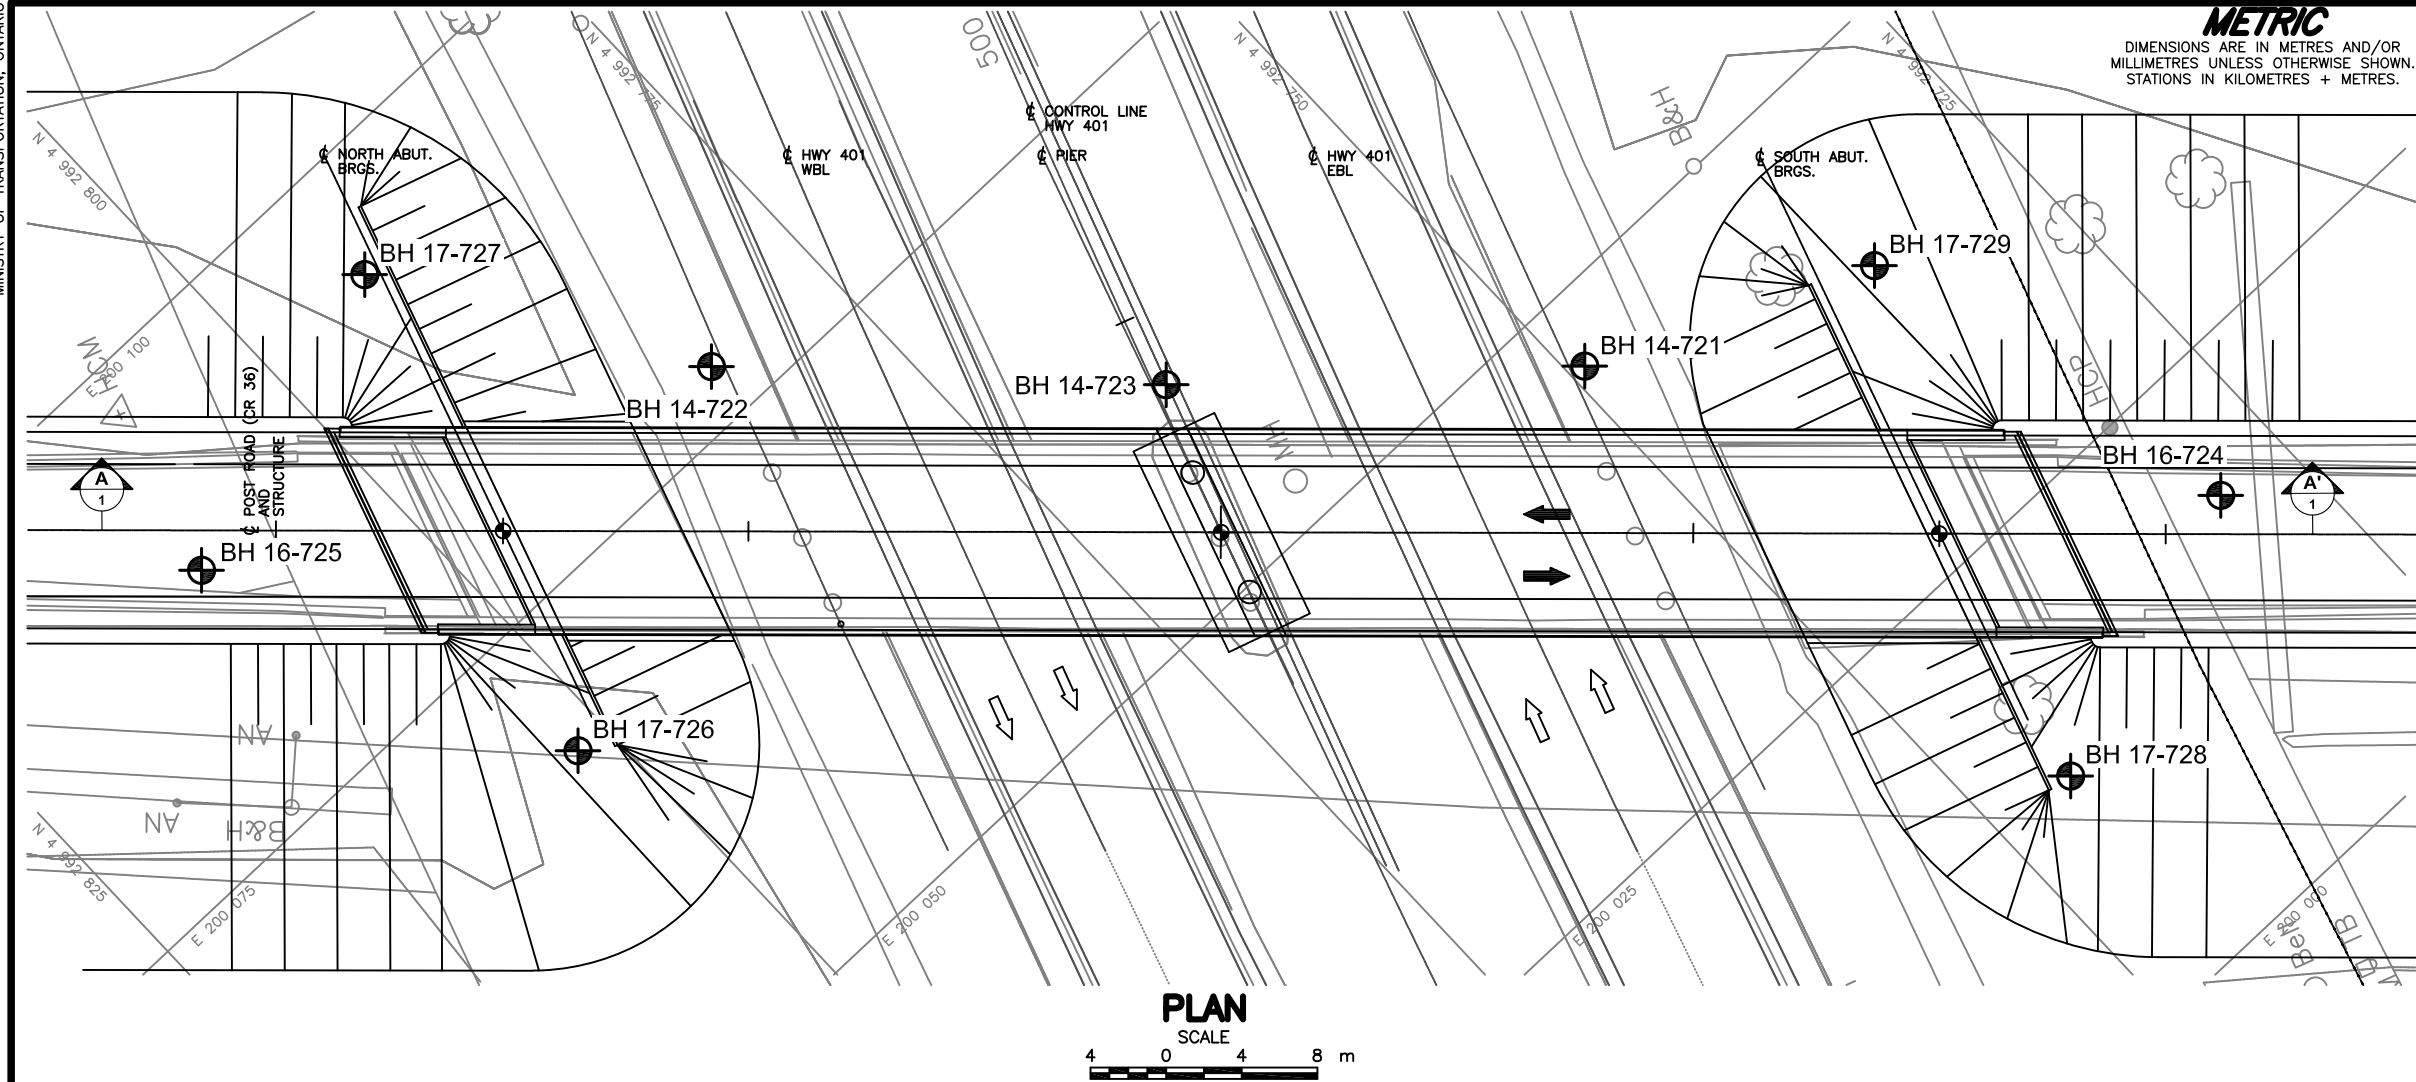 METRIC
DIMENSIONS ARE IN METRES AND/OR
MILLIMETRES UNLESS OTHERWISE SHOWN.
STATIONS IN KILOMETRES + METRES.
500
N 4 992 775
N 4 992 750
N 4 992 725
N 4 992 800
℄ CONTROL LINE
HWY 401
℄ NORTH ABUT.
BRGS.
℄ HWY 401
WBL
℄ PIER
℄ HWY 401
EBL
B&H
℄ SOUTH ABUT.
BRGS.
BH 17-727
BH 17-729
HCM
E 200 100
BH 14-721
BH 14-723
BH 14-722
HCP
MH
℄ POST ROAD (CR 36)
AND
STRUCTURE
A
1
BH 16-724
A'
1
BH 16-725
BH 17-726
BH 17-728
AN
AN
B&H
N 4 992 825
E 200 075
E 200 050
E 200 025
E 200 000
Bell
PLAN
SCALE
4 0 4 8 m